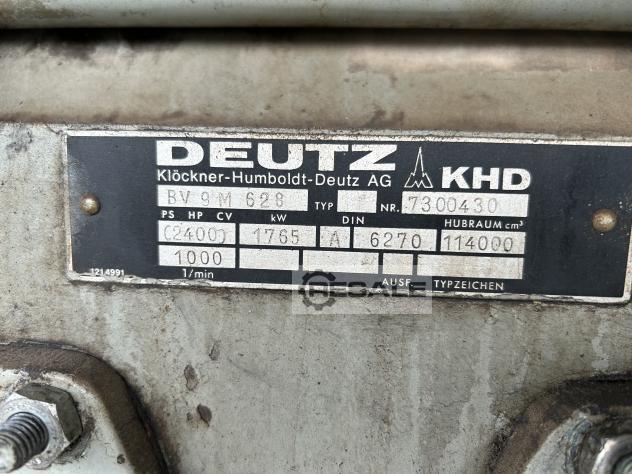 DEUTZ KHD
Klöckner-Humboldt-Deutz AG
BV 9 M 628 TYP NR. 7300430
PS HP CV kW DIN HUBRAUM cm³
(2400) 1765 A 6270 114000
1000
1214991 1/min AUSF. TYPZEICHEN
RESALE